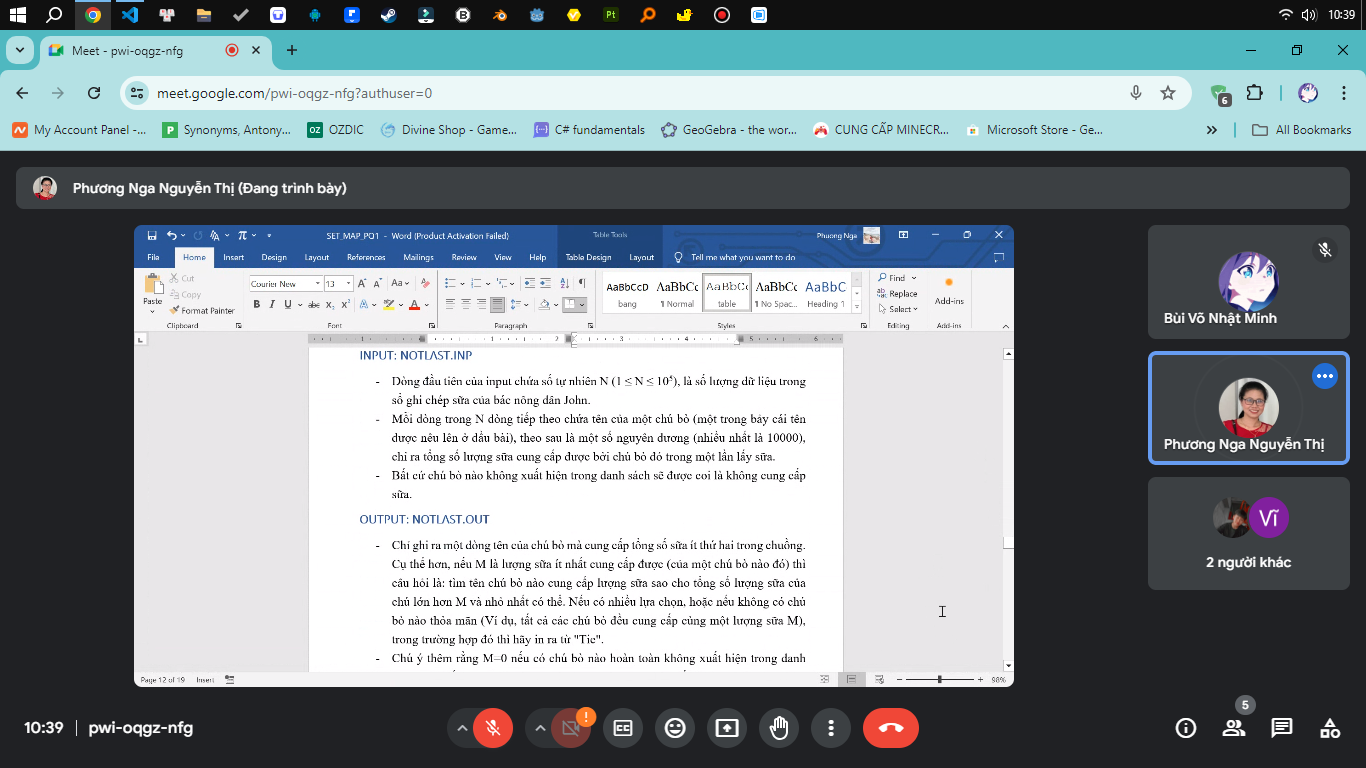 10:39
Meet - pwi-oqgz-nfg
meet.google.com/pwi-oqgz-nfg?authuser=0
6
My Account Panel -...
Synonyms, Antony...
OZDIC
Divine Shop - Game...
C# fundamentals
GeoGebra - the wor...
CUNG CẤP MINECR...
Microsoft Store - Ge...
All Bookmarks
Phương Nga Nguyễn Thị (Đang trình bày)
SET_MAP_PQ1 - Word (Product Activation Failed)
Table Tools
Phuong Nga
File Home Insert Design Layout References Mailings Review View Help Table Design Layout Tell me what you want to do
Paste
Cut
Copy
Format Painter
Clipboard
Courier New 13
Font
Paragraph
AaBbCcD AaBbCc AaBbCc AaBbCc AaBbC
bang ¶ Normal table ¶ No Spac... Heading 1
Styles
Find
Replace
Select
Editing
Add-ins
Add-ins
INPUT: NOTLAST.INP
- Dòng đầu tiên của input chứa số tự nhiên N (1 ≤ N ≤ 10⁵), là số lượng dữ liệu trong
sổ ghi chép sữa của bác nông dân John.
- Mỗi dòng trong N dòng tiếp theo chứa tên của một chú bò (một trong bảy cái tên
được nêu lên ở đầu bài), theo sau là một số nguyên dương (nhiều nhất là 10000),
chỉ ra tổng số lượng sữa cung cấp được bởi chú bò đó trong một lần lấy sữa.
- Bất cứ chú bò nào không xuất hiện trong danh sách sẽ được coi là không cung cấp
sữa.
OUTPUT: NOTLAST.OUT
- Chỉ ghi ra một dòng tên của chú bò mà cung cấp tổng số sữa ít thứ hai trong chuồng.
Cụ thể hơn, nếu M là lượng sữa ít nhất cung cấp được (của một chú bò nào đó) thì
câu hỏi là: tìm tên chú bò nào cung cấp lượng sữa sao cho tổng số lượng sữa của
chú lớn hơn M và nhỏ nhất có thể. Nếu có nhiều lựa chọn, hoặc nếu không có chú
bò nào thỏa mãn (Ví dụ, tất cả các chú bò đều cung cấp cùng một lượng sữa M),
trong trường hợp đó thì hãy in ra từ "Tie".
- Chú ý thêm rằng M=0 nếu có chú bò nào hoàn toàn không xuất hiện trong danh
Page 12 of 19 Insert
98%
Bùi Võ Nhật Minh
Phương Nga Nguyễn Thị
Vĩ
2 người khác
10:39 pwi-oqgz-nfg
5